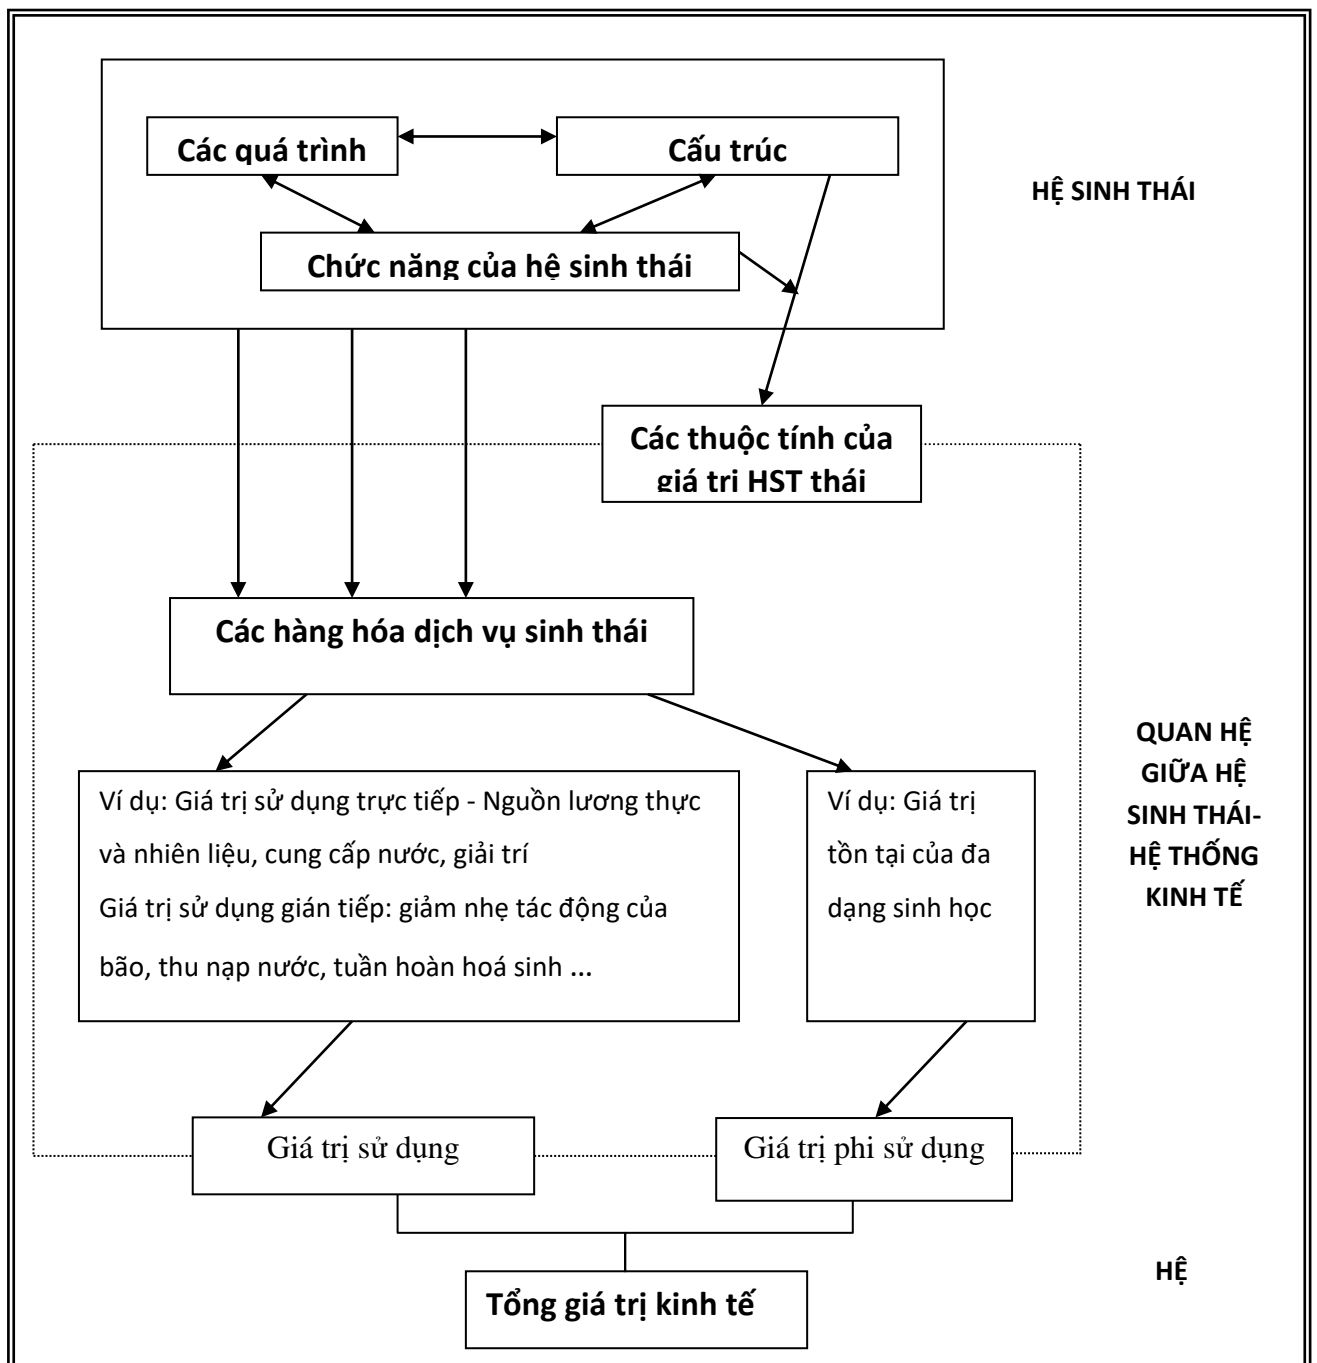 Các quá trình
Cấu trúc
HỆ SINH THÁI
Chức năng của hệ sinh thái
Các thuộc tính của
giá tri HST thái
Các hàng hóa dịch vụ sinh thái
QUAN HỆ
GIỮA HỆ
SINH THÁI-
HỆ THỐNG
KINH TẾ
Ví dụ: Giá trị sử dụng trực tiếp - Nguồn lương thực
và nhiên liệu, cung cấp nước, giải trí
Giá trị sử dụng gián tiếp: giảm nhẹ tác động của
bão, thu nạp nước, tuần hoàn hoá sinh ...
Ví dụ: Giá trị
tồn tại của đa
dạng sinh học
Giá trị sử dụng
Giá trị phi sử dụng
HỆ
Tổng giá trị kinh tế